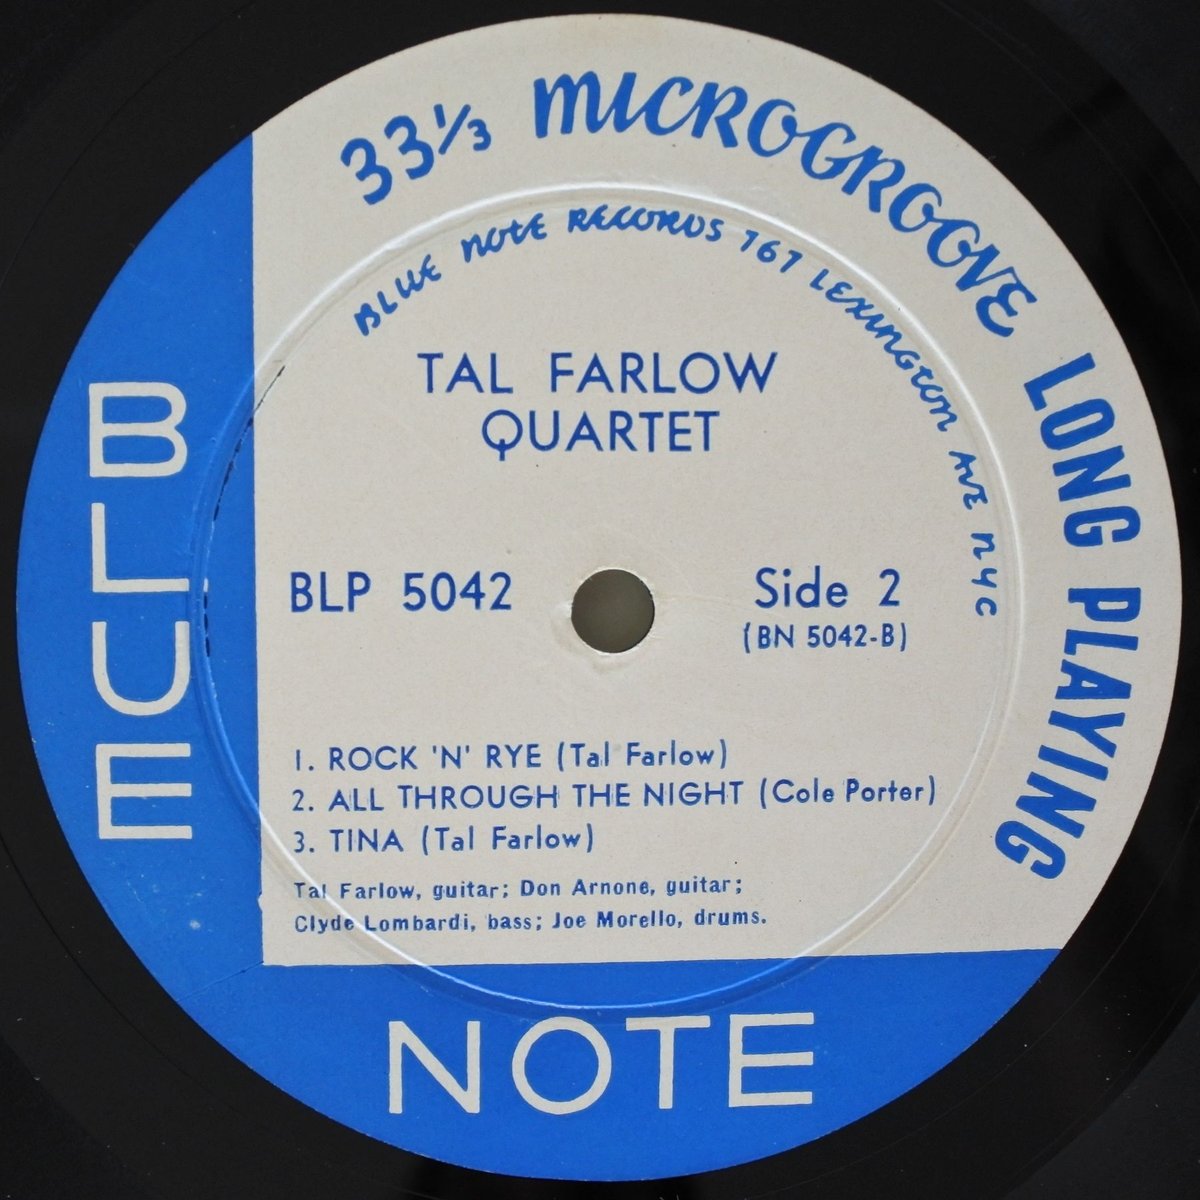 33⅓ MICROGROOVE LONG PLAYING
BLUE NOTE RECORDS 767 LEXINGTON AVE NYC
TAL FARLOW
QUARTET
BLP 5042
Side 2
(BN 5042-B)
1. ROCK 'N' RYE (Tal Farlow)
2. ALL THROUGH THE NIGHT (Cole Porter)
3. TINA (Tal Farlow)
Tal Farlow, guitar; Don Arnone, guitar;
Clyde Lombardi, bass; Joe Morello, drums.
BLUE
NOTE